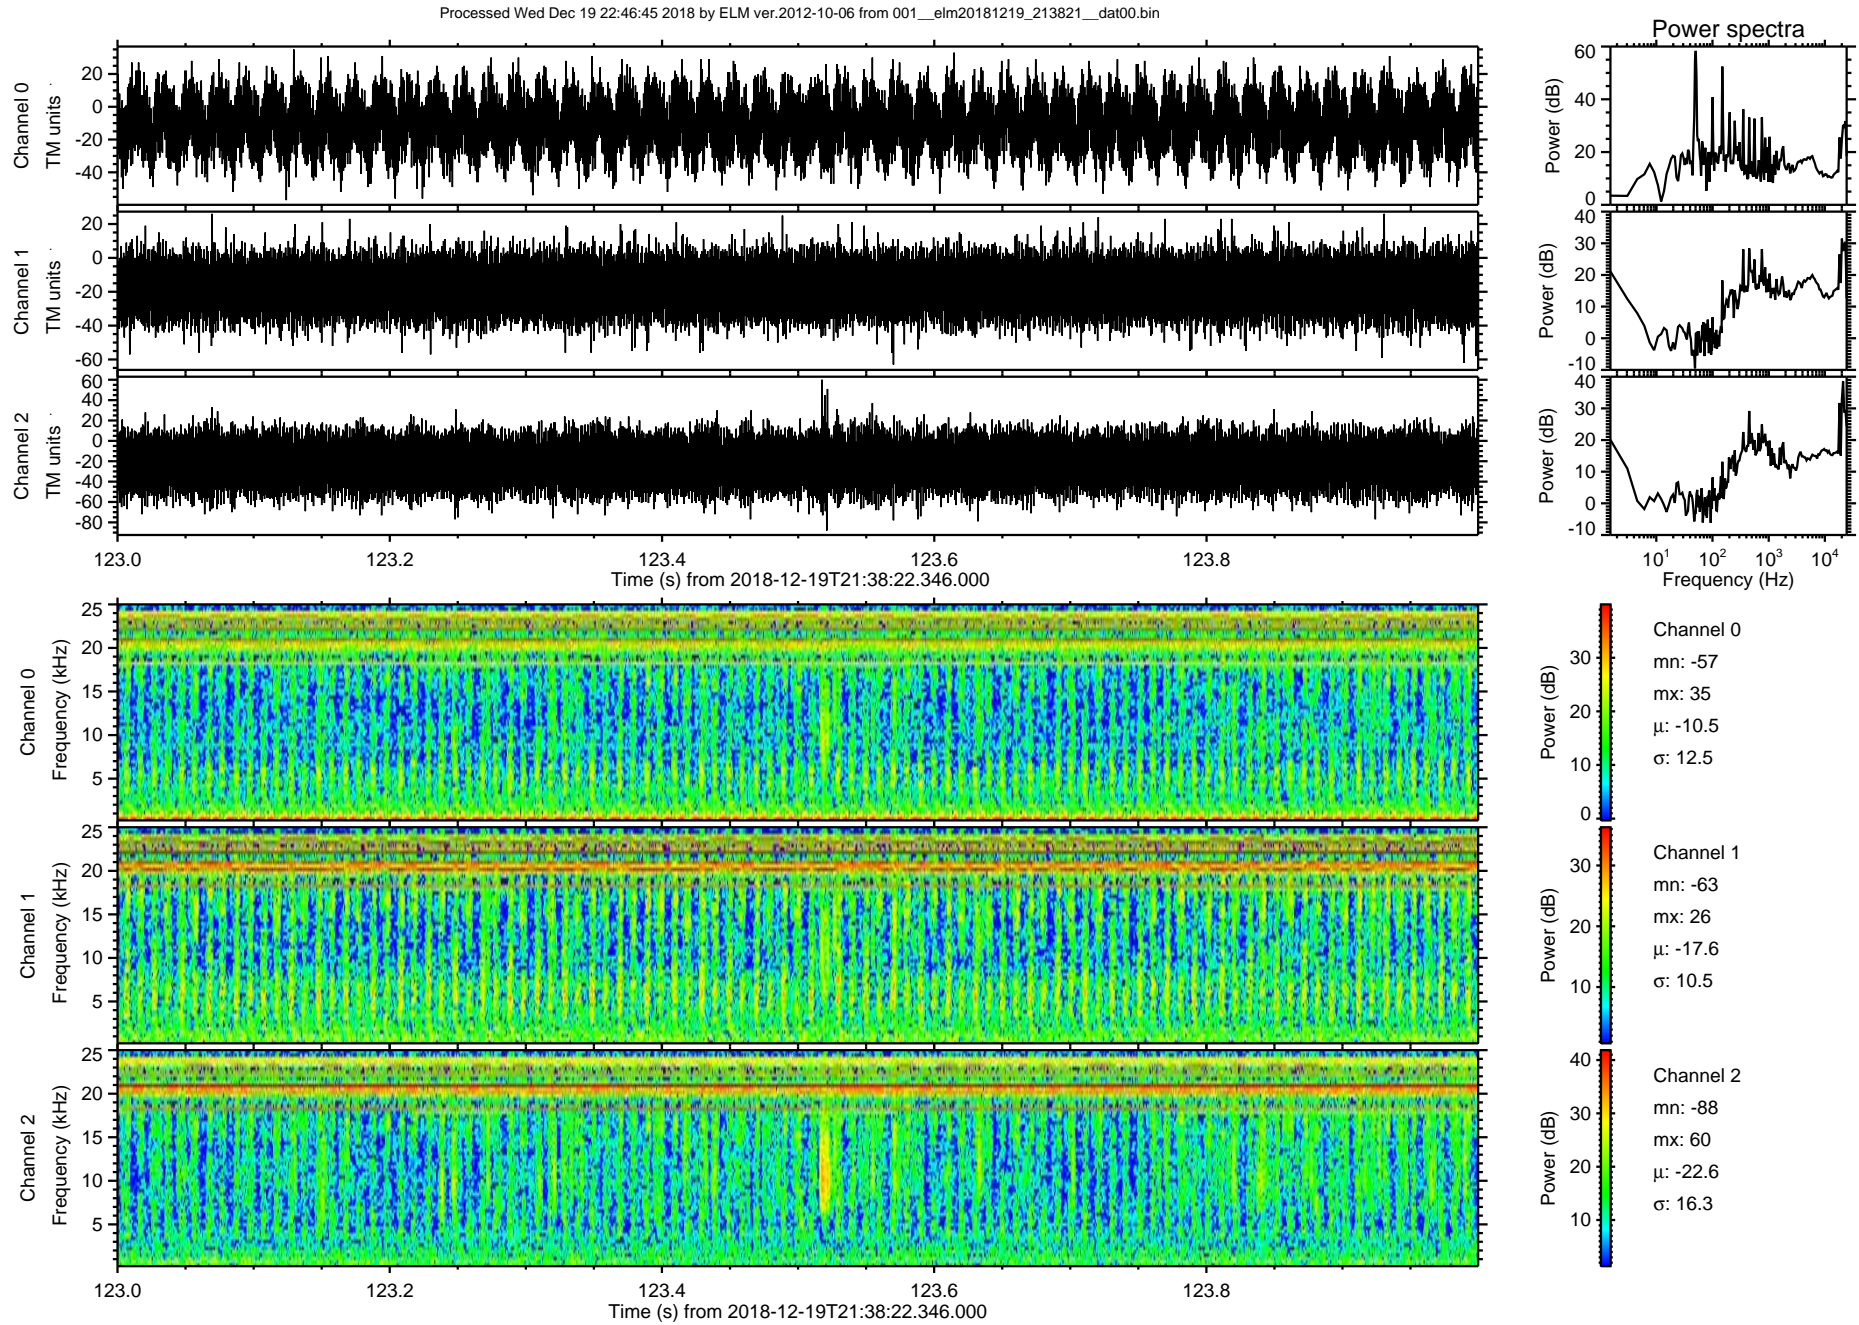 Processed Wed Dec 19 22:46:45 2018 by ELM ver.2012-10-06 from 001__elm20181219_213821__dat00.bin
Power spectra
Channel 0
TM units
20
0
-20
-40
Power (dB)
60
40
20
0
Channel 1
TM units
20
0
-20
-40
-60
Power (dB)
40
30
20
10
0
-10
Channel 2
TM units
60
40
20
0
-20
-40
-60
-80
Power (dB)
40
30
20
10
0
-10
123.0 123.2 123.4 123.6 123.8
Time (s) from 2018-12-19T21:38:22.346.000
10^1 10^2 10^3 10^4
Frequency (Hz)
Channel 0
Frequency (kHz)
25
20
15
10
5
Power (dB)
30
20
10
0
Channel 0
mn: -57
mx: 35
μ: -10.5
σ: 12.5
Channel 1
Frequency (kHz)
25
20
15
10
5
Power (dB)
30
20
10
Channel 1
mn: -63
mx: 26
μ: -17.6
σ: 10.5
Channel 2
Frequency (kHz)
25
20
15
10
5
Power (dB)
40
30
20
10
Channel 2
mn: -88
mx: 60
μ: -22.6
σ: 16.3
123.0 123.2 123.4 123.6 123.8
Time (s) from 2018-12-19T21:38:22.346.000